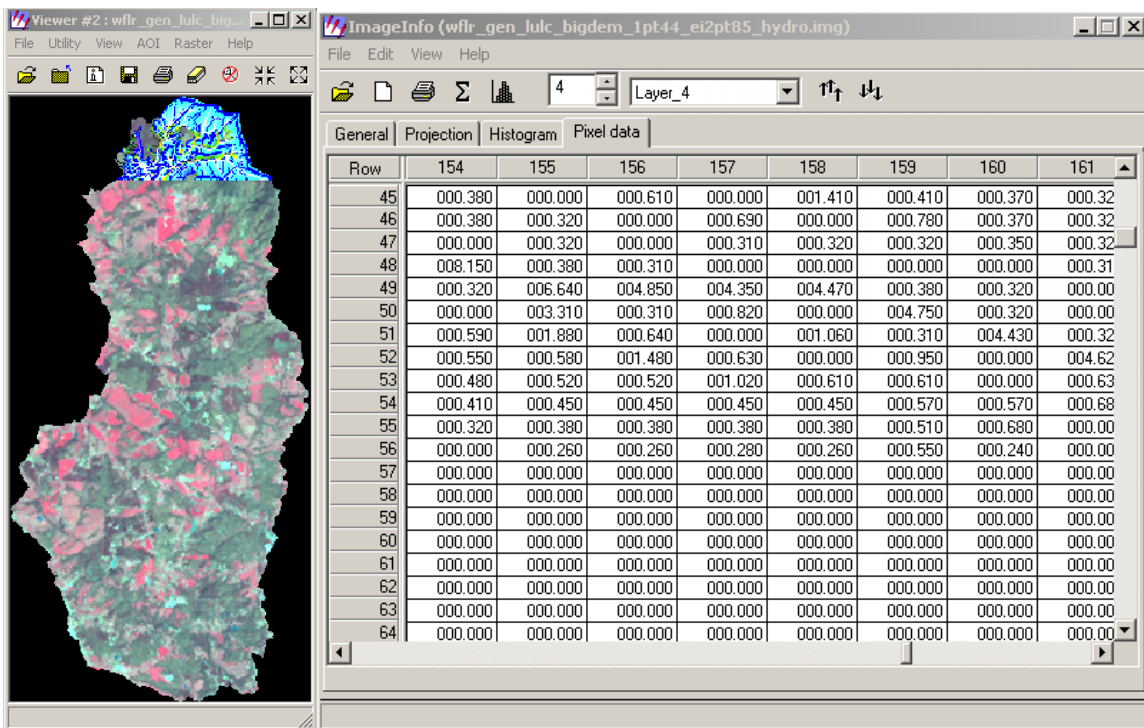 Viewer #2 : wflr_gen_lulc_big...
File Utility View AOI Raster Help
ImageInfo (wflr_gen_lulc_bigdem_1pt44_ei2pt85_hydro.img)
File Edit View Help
4 Layer_4
General Projection Histogram Pixel data
Row 154 155 156 157 158 159 160 161
45 000.380 000.000 000.610 000.000 001.410 000.410 000.370 000.32
46 000.380 000.320 000.000 000.690 000.000 000.780 000.370 000.32
47 000.000 000.320 000.000 000.310 000.320 000.320 000.350 000.32
48 008.150 000.380 000.310 000.000 000.000 000.000 000.000 000.31
49 000.320 006.640 004.850 004.350 004.470 000.380 000.320 000.00
50 000.000 003.310 000.310 000.820 000.000 004.750 000.320 000.00
51 000.590 001.880 000.640 000.000 001.060 000.310 004.430 000.32
52 000.550 000.580 001.480 000.630 000.000 000.950 000.000 004.62
53 000.480 000.520 000.520 001.020 000.610 000.610 000.000 000.63
54 000.410 000.450 000.450 000.450 000.450 000.570 000.570 000.68
55 000.320 000.380 000.380 000.380 000.380 000.510 000.680 000.00
56 000.000 000.260 000.260 000.280 000.260 000.550 000.240 000.00
57 000.000 000.000 000.000 000.000 000.000 000.000 000.000 000.00
58 000.000 000.000 000.000 000.000 000.000 000.000 000.000 000.00
59 000.000 000.000 000.000 000.000 000.000 000.000 000.000 000.00
60 000.000 000.000 000.000 000.000 000.000 000.000 000.000 000.00
61 000.000 000.000 000.000 000.000 000.000 000.000 000.000 000.00
62 000.000 000.000 000.000 000.000 000.000 000.000 000.000 000.00
63 000.000 000.000 000.000 000.000 000.000 000.000 000.000 000.00
64 000.000 000.000 000.000 000.000 000.000 000.000 000.000 000.00